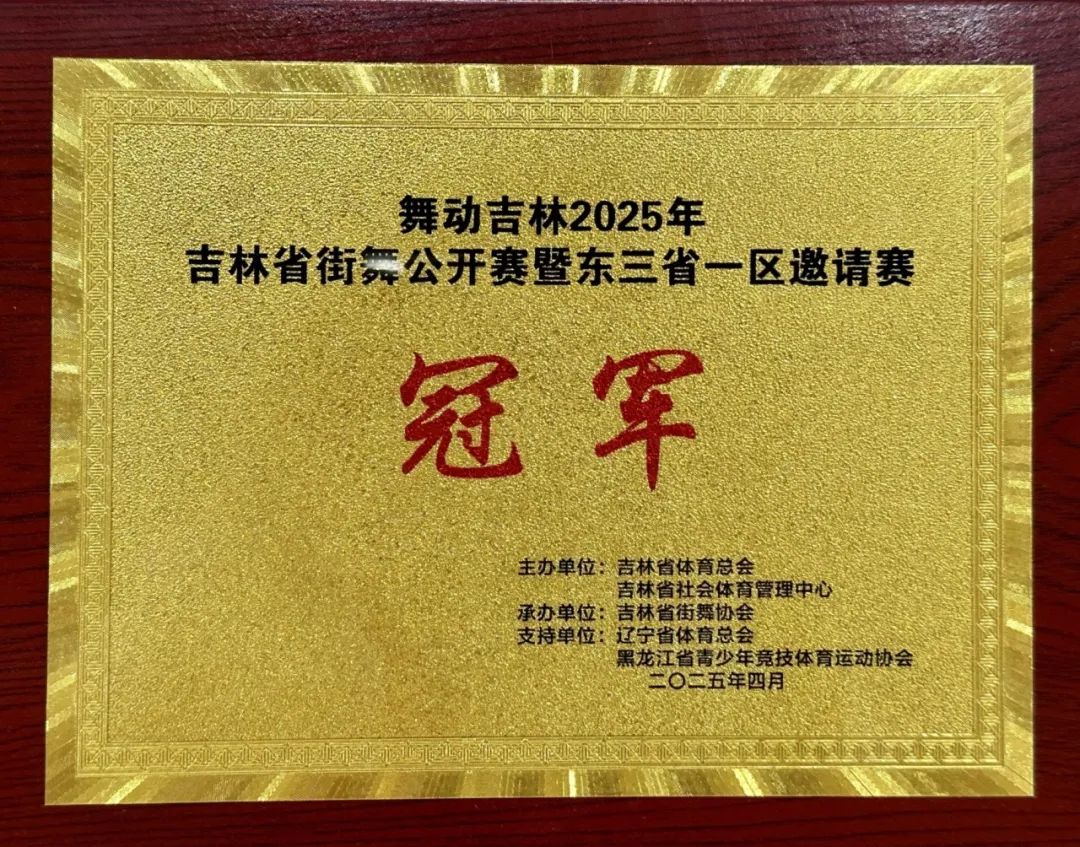 舞动吉林2025年
吉林省街舞公开赛暨东三省一区邀请赛
冠军
主办单位：吉林省体育总会
吉林省社会体育管理中心
承办单位：吉林省街舞协会
支持单位：辽宁省体育总会
黑龙江省青少年竞技体育运动协会
二〇二五年四月